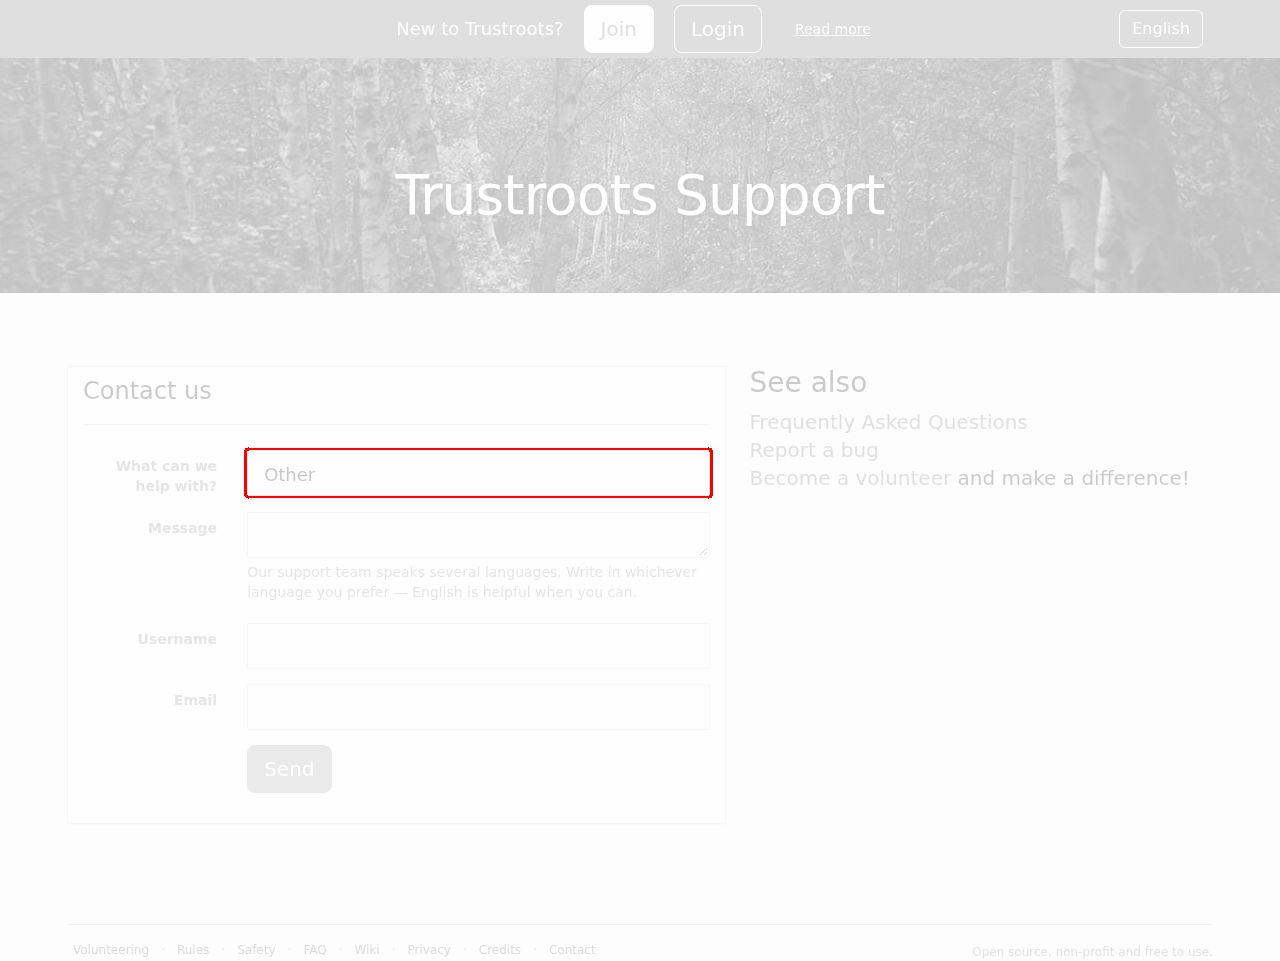 New to Trustroots? Join Login Read more English
Trustroots Support
Contact us
What can we
help with?
Other
Message
Our support team speaks several languages. Write in whichever
language you prefer — English is helpful when you can.
Username
Email
Send
See also
Frequently Asked Questions
Report a bug
Become a volunteer and make a difference!
Volunteering · Rules · Safety · FAQ · Wiki · Privacy · Credits · Contact
Open source, non-profit and free to use.